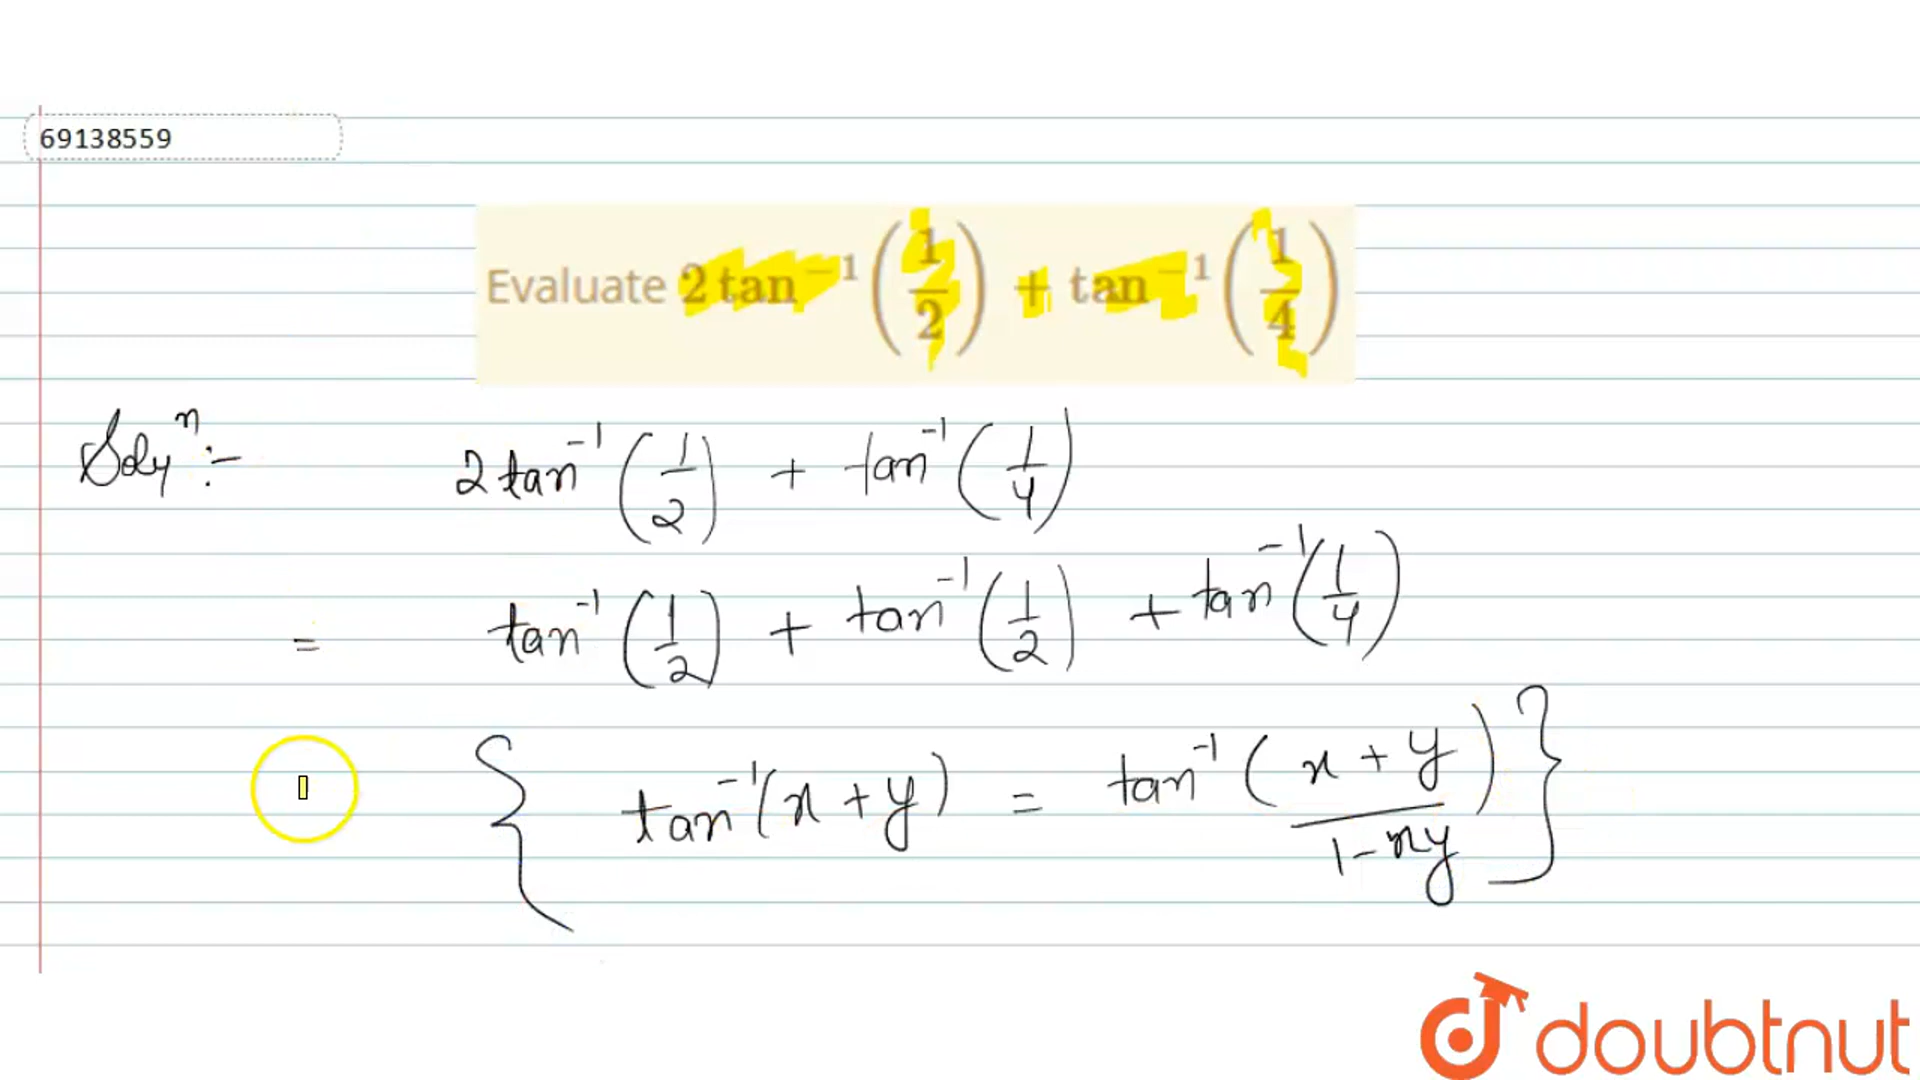 69138559
Evaluate 2 tan⁻¹(1/2) + tan⁻¹(1/4)
Solyⁿ :- 2 tan⁻¹(1/2) + tan⁻¹(1/4)
= tan⁻¹(1/2) + tan⁻¹(1/2) + tan⁻¹(1/4)
{ tan⁻¹(x + y) = tan⁻¹((x + y)/(1 - xy)) }
doubtnut